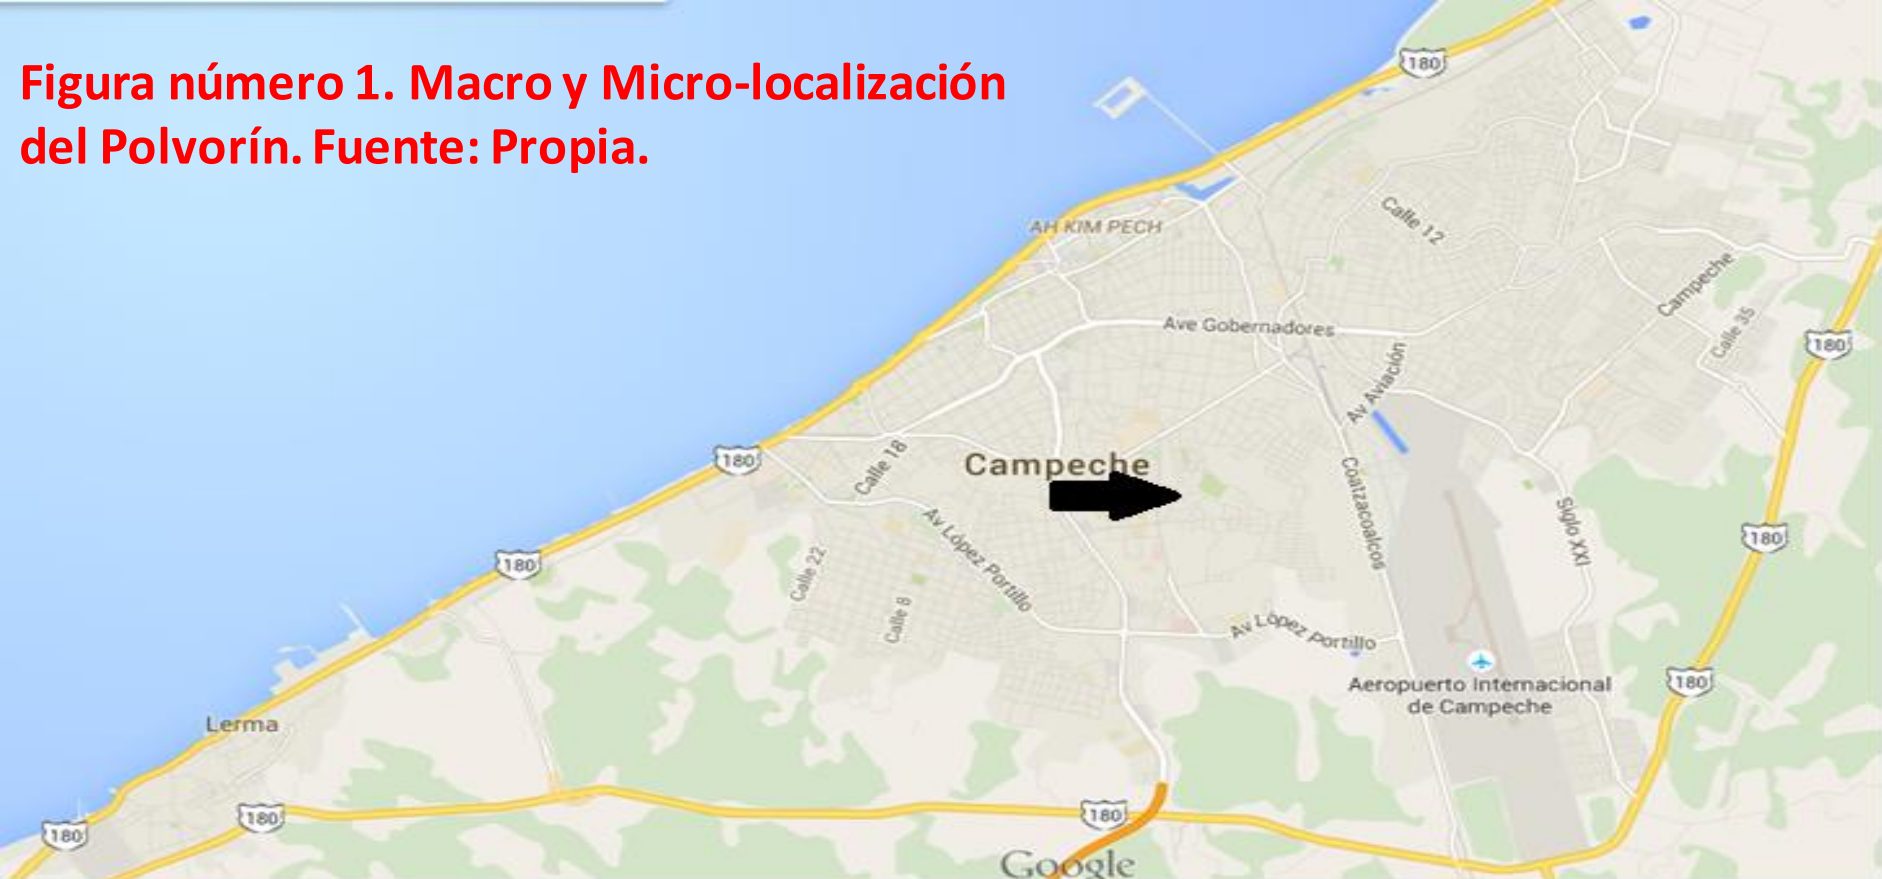 Figura número 1. Macro y Micro-localización
del Polvorín. Fuente: Propia.
180
AH KIM PECH
Calle 12
Campeche
Calle 35
Ave Gobernadores
180
Av Aviación
180
Calle 18
Campeche
Coatzacoalcos
Siglo XXI
180
180
Av López Portillo
Calle 22
Calle 8
Av López Portillo
Aeropuerto Internacional
de Campeche
180
Lerma
180
180
180
Google